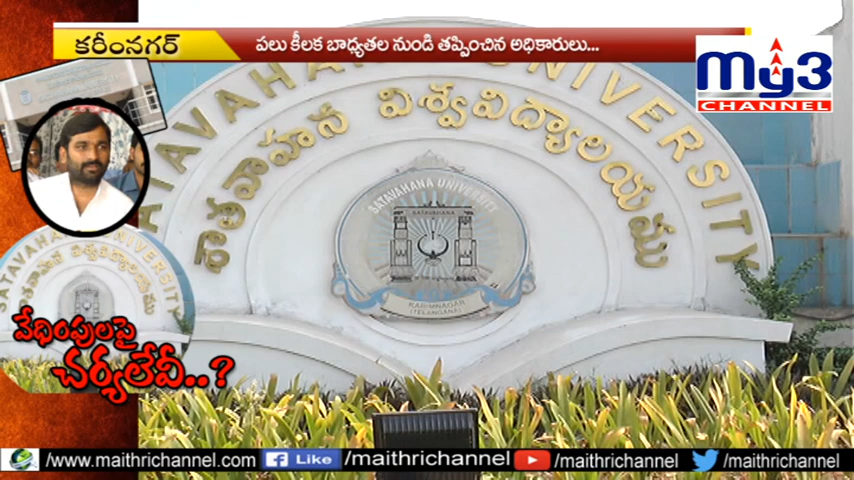 కరీంనగర్
పలు కీలక బాధ్యతల నుండి తప్పించిన అధికారులు...
My3
CHANNEL
SATAVAHANA UNIVERSITY
శాతవాహన విశ్వవిద్యాలయము
SATAVAHANA UNIVERSITY
KARIMNAGAR
(TELANGANA)
వేధింపులపై
చర్యలేవీ..?
/www.maithrichannel.com
Like
/maithrichannel
/maithrichannel
/maithrichannel.com